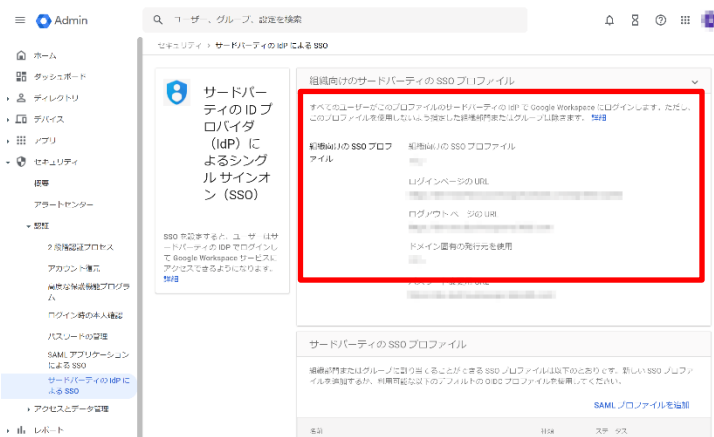 Admin
ユーザー、グループ、設定を検索
セキュリティ > サードパーティの IdP による SSO
ホーム
ダッシュボード
ディレクトリ
デバイス
アプリ
セキュリティ
概要
アラートセンター
認証
2 段階認証プロセス
アカウント復元
高度な保護機能プログラ
ム
ログイン時の本人確認
パスワードの管理
SAML アプリケーション
による SSO
サードパーティの IdP に
よる SSO
アクセスとデータ管理
レポート
サードパー
ティの ID プ
ロバイダ
（IdP）に
よるシング
ル サインオ
ン（SSO）
SSO を設定すると、ユーザーはサ
ードパーティの IDP でログインし
て Google Workspace サービスに
アクセスできるようになります。
詳細
組織向けのサードパーティの SSO プロファイル
すべてのユーザーがこのプロファイルのサードパーティの IdP で Google Workspace にログインします。ただし、
このプロファイルを使用しないよう指定した組織部門またはグループは除きます。 詳細
組織向けの SSO プロフ
ァイル
組織向けの SSO プロファイル
ログインページの URL
ログアウト ページの URL
ドメイン固有の発行元を使用
サードパーティの SSO プロファイル
組織部門またはグループに割り当てることができる SSO プロファイルは以下のとおりです。新しい SSO プロファ
イルを追加するか、利用可能な以下のデフォルトの OIDC プロファイルを使用してください。
SAML プロファイルを追加
名前
種類
ステータス